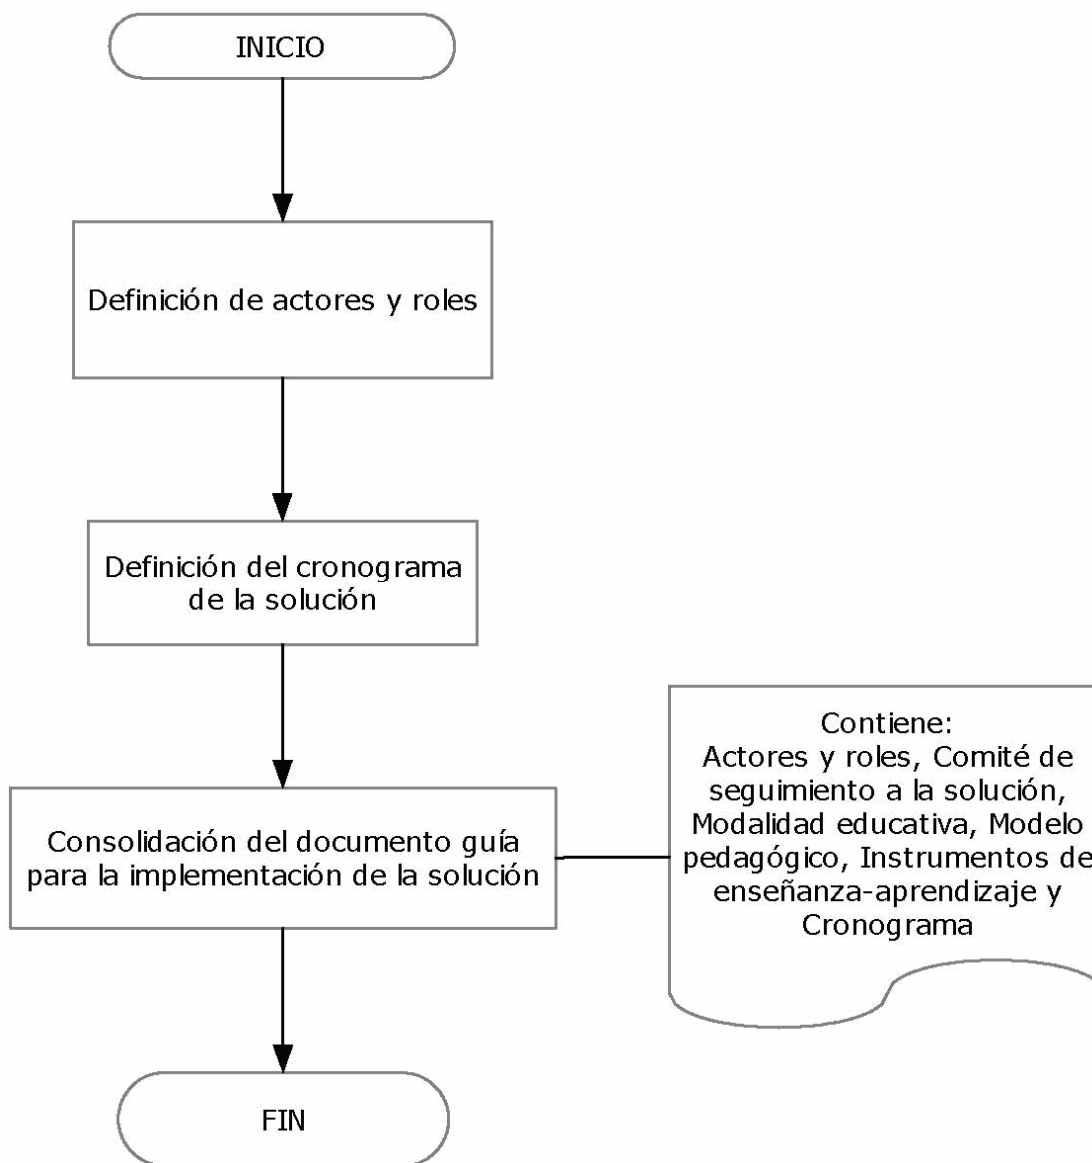 INICIO
Definición de actores y roles
Definición del cronograma
de la solución
Consolidación del documento guía
para la implementación de la solución
Contiene:
Actores y roles, Comité de
seguimiento a la solución,
Modalidad educativa, Modelo
pedagógico, Instrumentos de
enseñanza-aprendizaje y
Cronograma
FIN